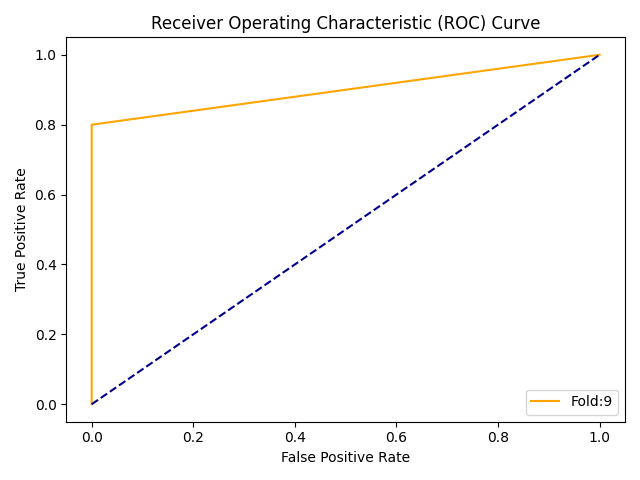 Receiver Operating Characteristic (ROC) Curve
1.0
0.8
0.6
0.4
0.2
0.0
True Positive Rate
0.0 0.2 0.4 0.6 0.8 1.0
False Positive Rate
Fold:9